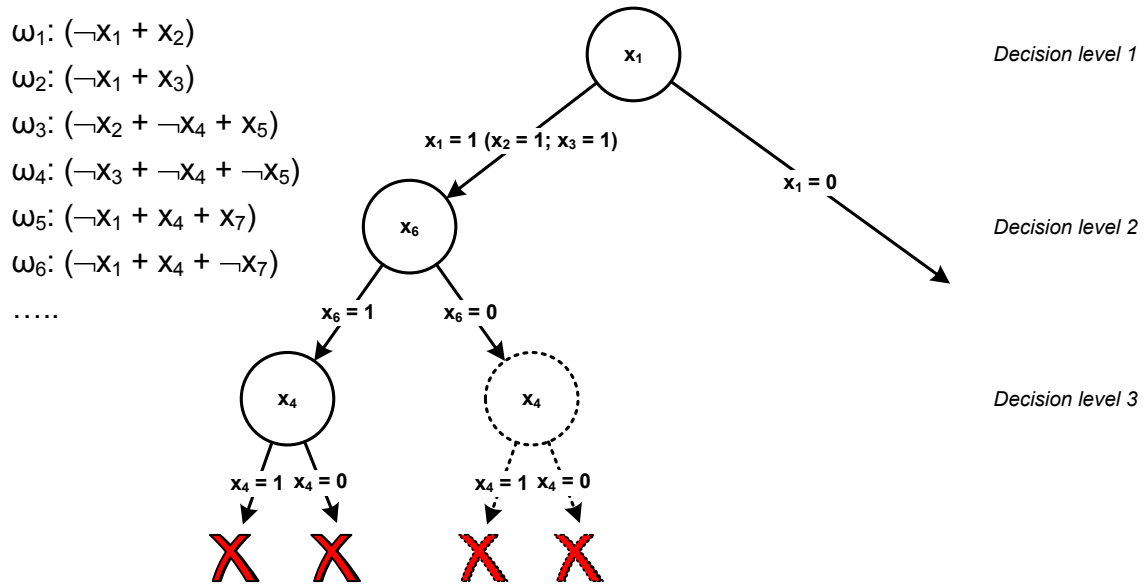 ω₁: (¬x₁ + x₂)
ω₂: (¬x₁ + x₃)
ω₃: (¬x₂ + ¬x₄ + x₅)
ω₄: (¬x₃ + ¬x₄ + ¬x₅)
ω₅: (¬x₁ + x₄ + x₇)
ω₆: (¬x₁ + x₄ + ¬x₇)
.....
x₁
Decision level 1
x₁ = 1 (x₂ = 1; x₃ = 1)
x₁ = 0
x₆
Decision level 2
x₆ = 1
x₆ = 0
x₄
x₄
Decision level 3
x₄ = 1
x₄ = 0
x₄ = 1
x₄ = 0